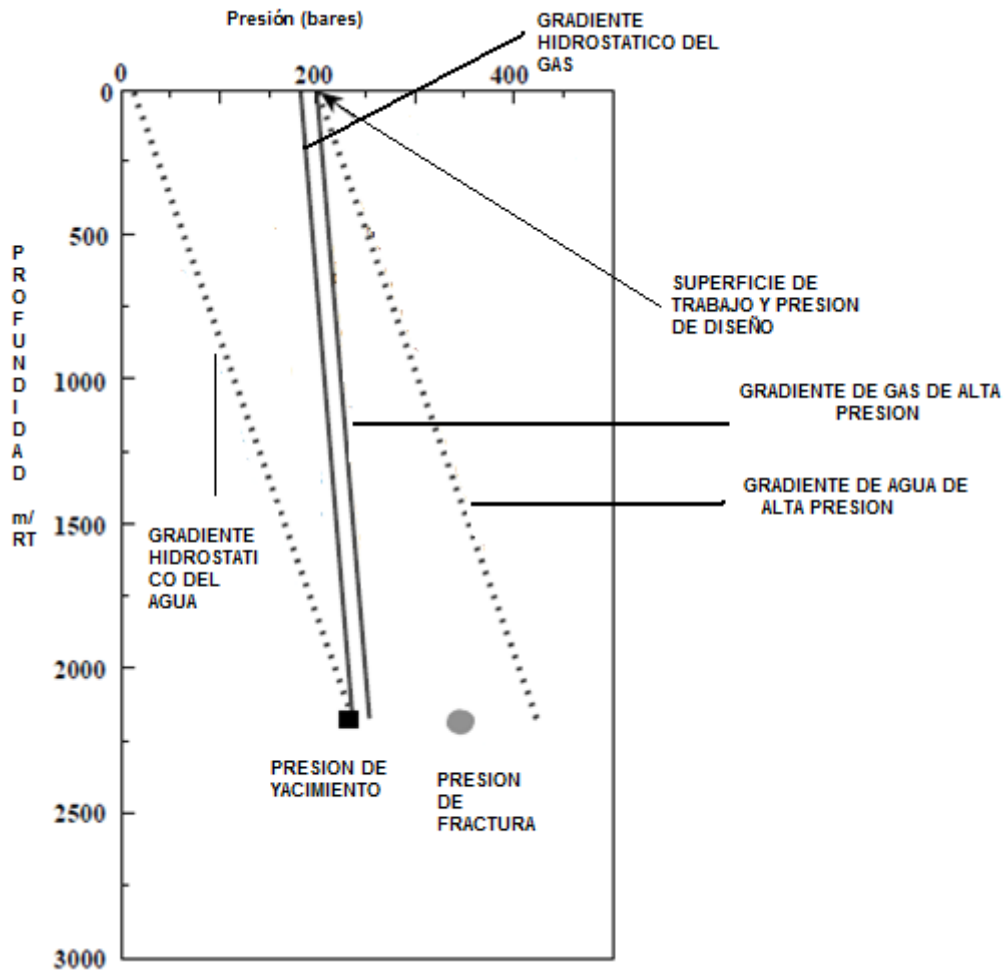 Presión (bares)
GRADIENTE
HIDROSTATICO DEL
GAS
0
200
400
0
500
1000
1500
2000
2500
3000
P
R
O
F
U
N
D
I
D
A
D
m/
RT
SUPERFICIE DE
TRABAJO Y PRESION
DE DISEÑO
GRADIENTE DE GAS DE ALTA
PRESION
GRADIENTE DE AGUA DE
ALTA PRESION
GRADIENTE
HIDROSTATI
CO DEL
AGUA
PRESION DE
YACIMIENTO
PRESION
DE
FRACTURA